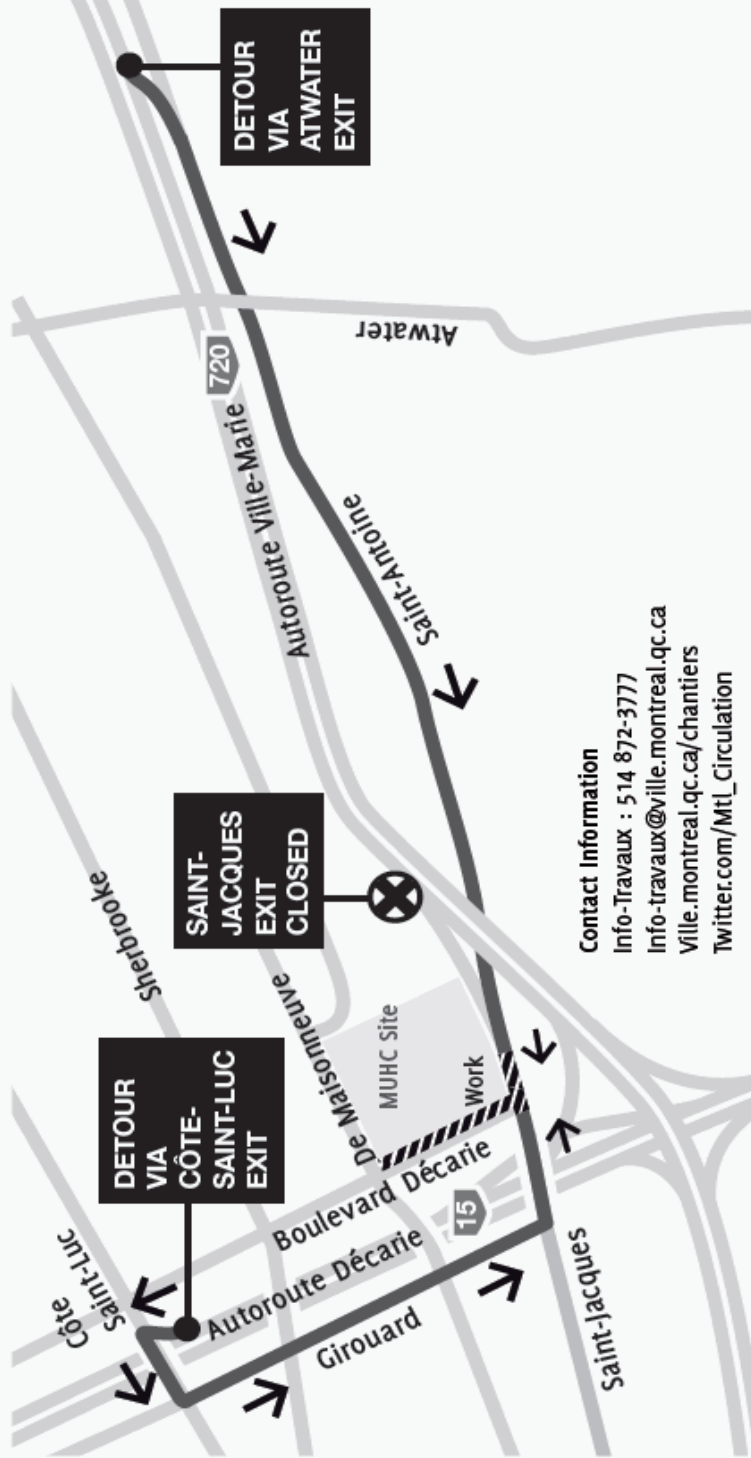 Côte
Saint-Luc
DETOUR
VIA
CÔTE-
SAINT-LUC
EXIT
Sherbrooke
SAINT-
JACQUES
EXIT
CLOSED
De Maisonneuve
Boulevard Décarie
Autoroute Décarie
15
Girouard
MUHC Site
Work
Saint-Jacques
Autoroute Ville-Marie
720
Saint-Antoine
Atwater
DETOUR
VIA
ATWATER
EXIT
Contact Information
Info-Travaux : 514 872-3777
Info-travaux@ville.montreal.qc.ca
Ville.montreal.qc.ca/chantiers
Twitter.com/Mtl_Circulation